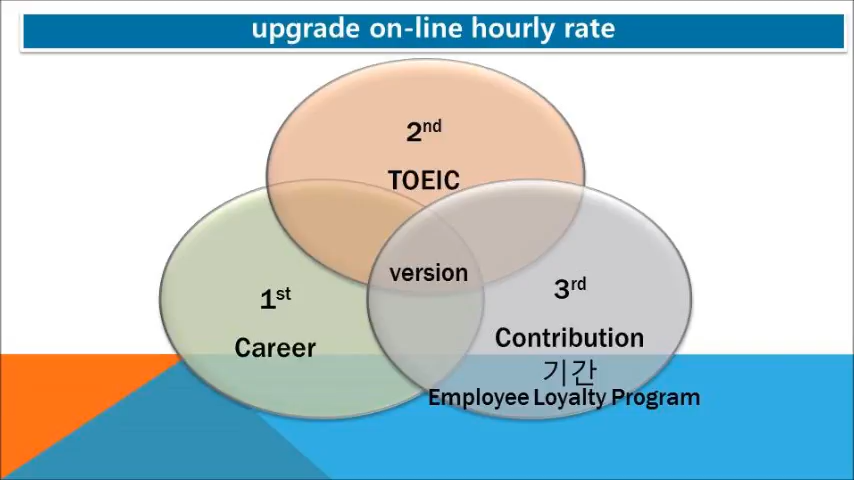 upgrade on-line hourly rate
2nd
TOEIC
version
1st
Career
3rd
Contribution
기간
Employee Loyalty Program